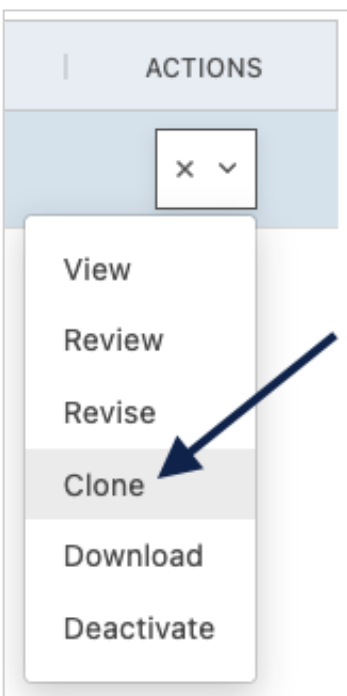 ACTIONS
View
Review
Revise
Clone
Download
Deactivate